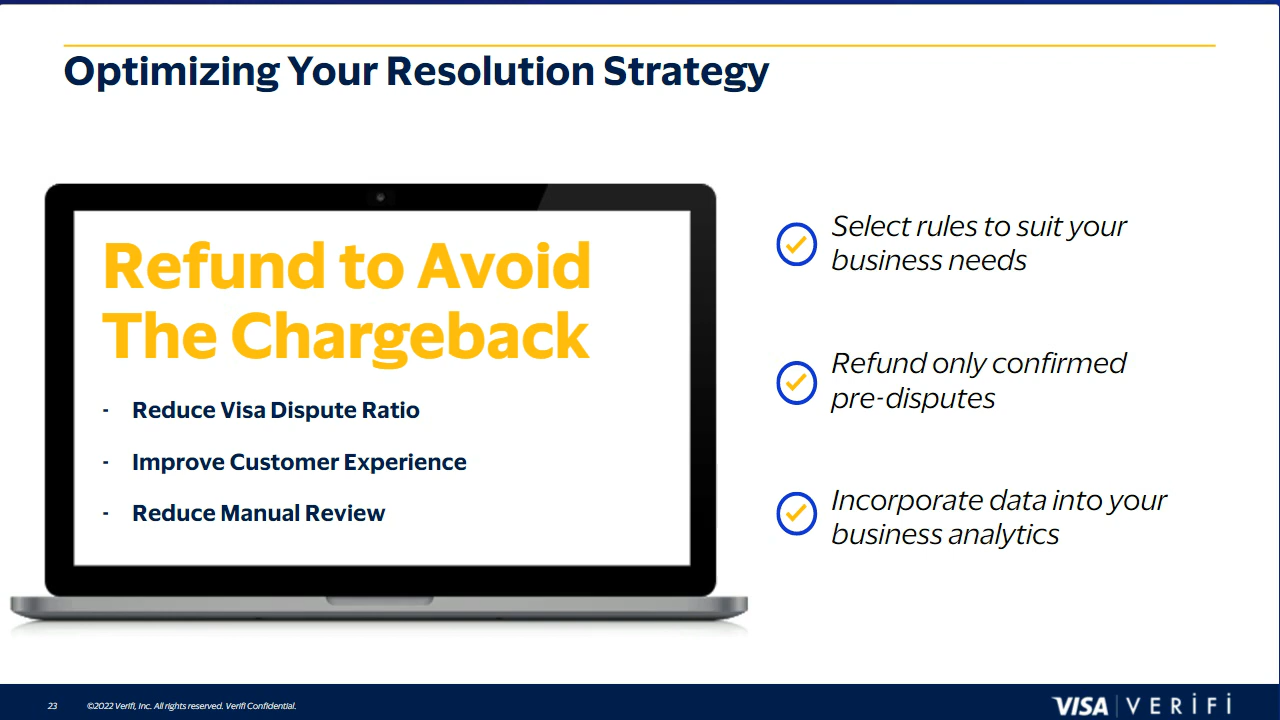 Optimizing Your Resolution Strategy
Refund to Avoid
The Chargeback
- Reduce Visa Dispute Ratio
- Improve Customer Experience
- Reduce Manual Review
Select rules to suit your
business needs
Refund only confirmed
pre-disputes
Incorporate data into your
business analytics
23 ©2022 Verifi, Inc. All rights reserved. Verifi Confidential.
VISA | VERIFI